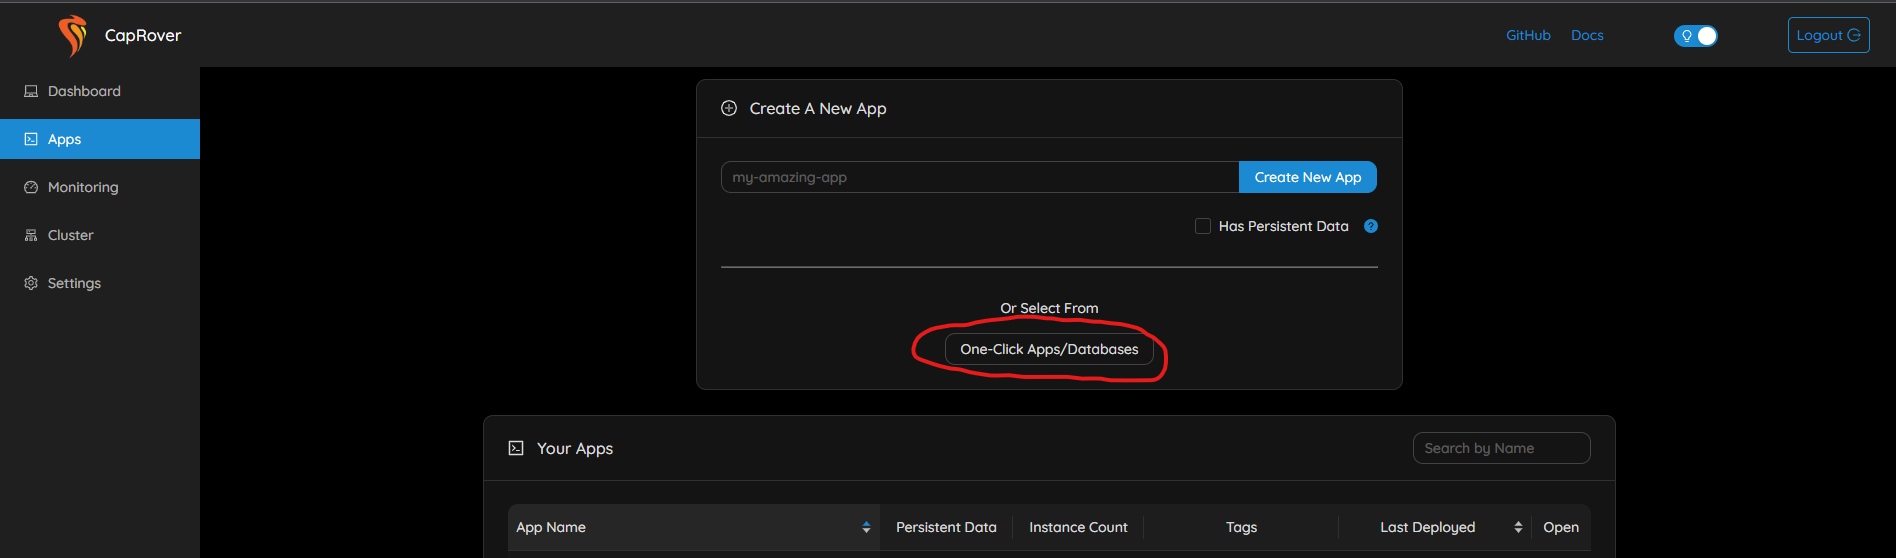 CapRover
GitHub Docs
Logout
Dashboard
Apps
Monitoring
Cluster
Settings
Create A New App
my-amazing-app
Create New App
Has Persistent Data ?
Or Select From
One-Click Apps/Databases
Your Apps
Search by Name
App Name Persistent Data Instance Count Tags Last Deployed Open